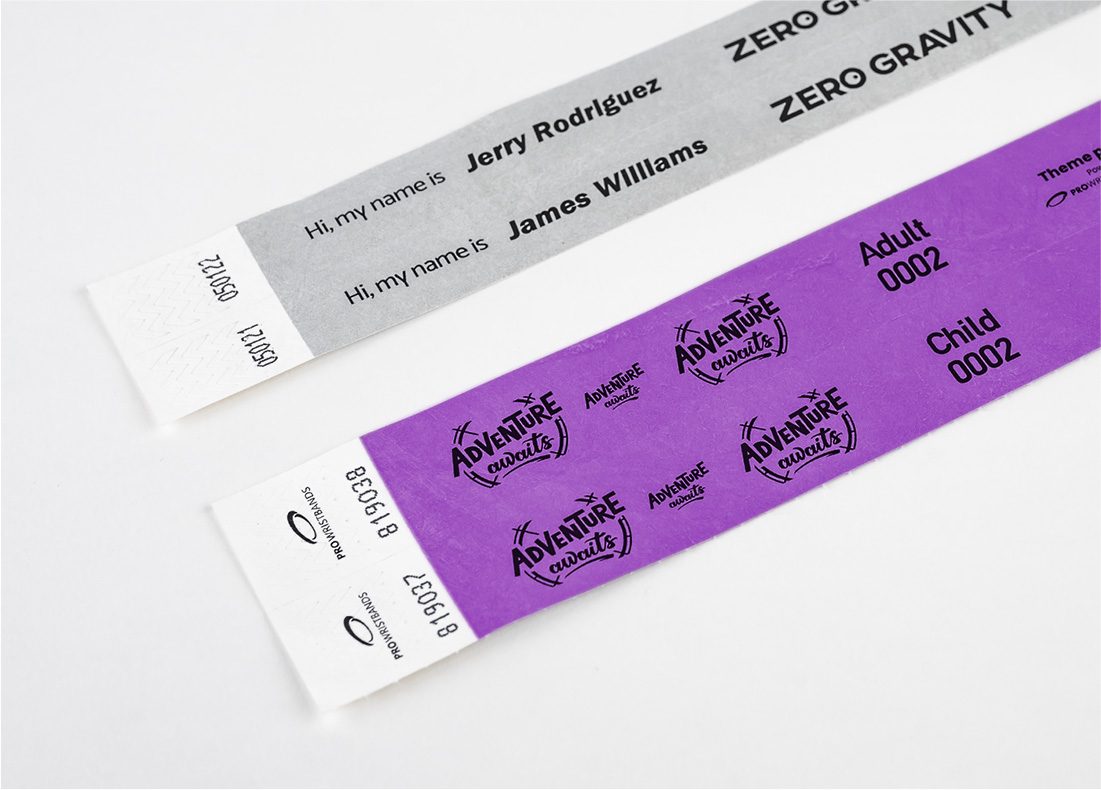 050122
Hi, my name is Jerry RodrIguez
ZERO GR
050121
Hi, my name is James WIllIams
ZERO GRAVITY
819038
PROWRISTBANDS
ADVENTURE
awaits
ADVENTURE
awaits
ADVENTURE
awaits
Adult
0002
Theme
819037
PROWRISTBANDS
ADVENTURE
awaits
ADVENTURE
awaits
ADVENTURE
awaits
Child
0002